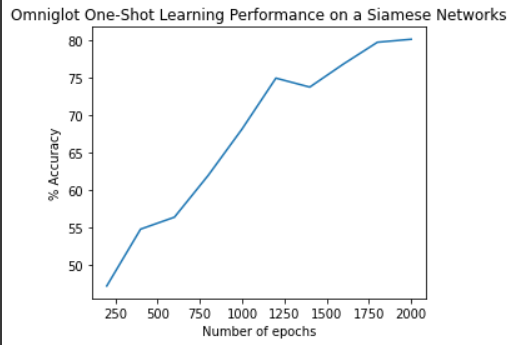 Omniglot One-Shot Learning Performance on a Siamese Networks
80
75
70
65
60
55
50
% Accuracy
250 500 750 1000 1250 1500 1750 2000
Number of epochs